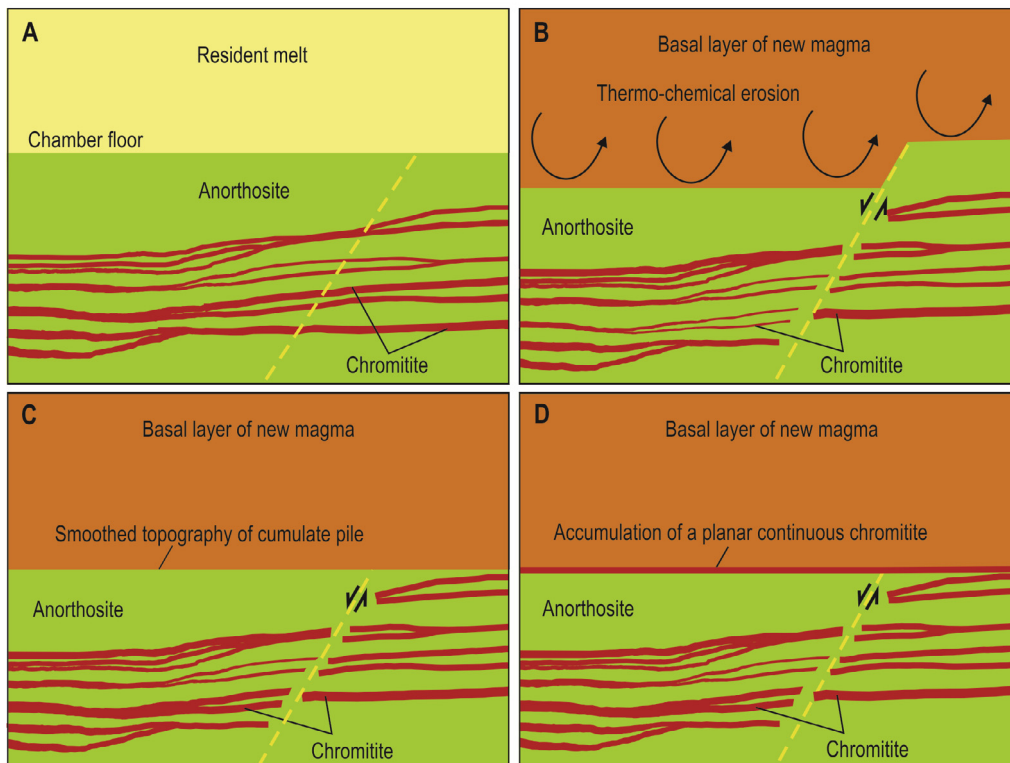 A
Resident melt
Chamber floor
Anorthosite
Chromitite
B
Basal layer of new magma
Thermo-chemical erosion
Anorthosite
Chromitite
C
Basal layer of new magma
Smoothed topography of cumulate pile
Anorthosite
Chromitite
D
Basal layer of new magma
Accumulation of a planar continuous chromitite
Anorthosite
Chromitite